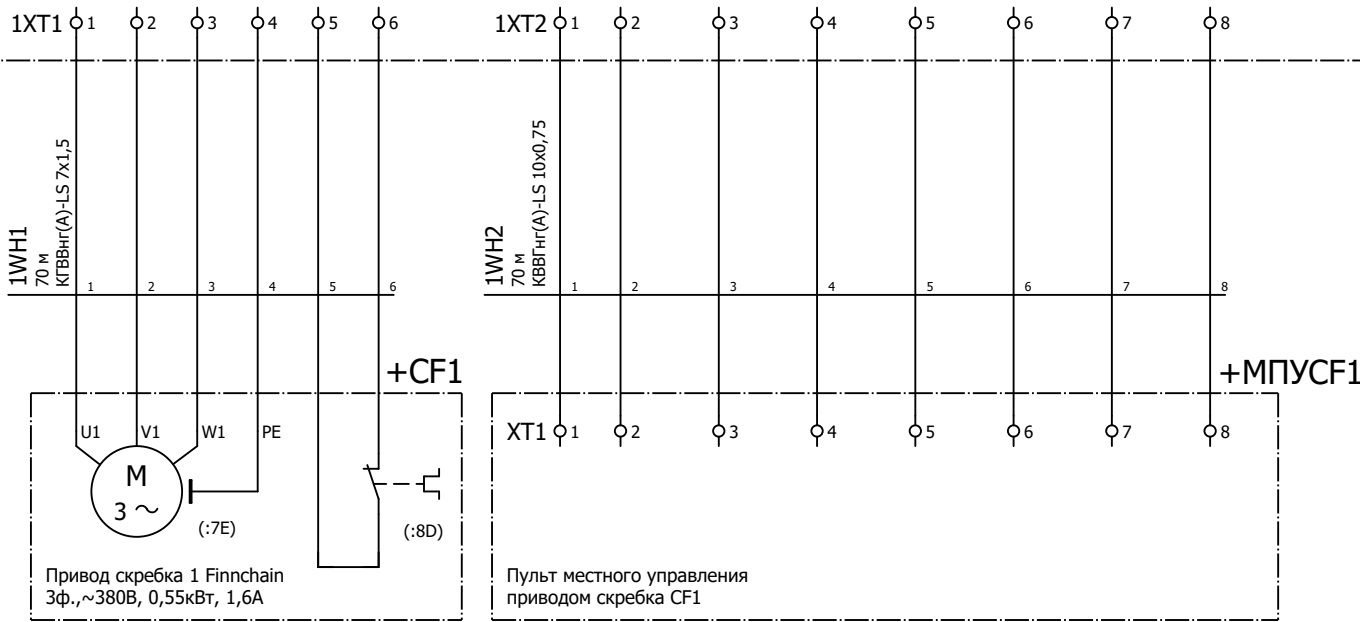 1XT1 1 2 3 4 5 6
1XT2 1 2 3 4 5 6 7 8
1WH1
70 м
КГВВнг(А)-LS 7х1,5
1WH2
70 м
КВВГнг(А)-LS 10х0,75
1 2 3 4 5 6
1 2 3 4 5 6 7 8
+CF1
+МПУCF1
U1 V1 W1 PE
M
3 ~
(:7E)
(:8D)
Привод скребка 1 Finnchain
3ф.,~380В, 0,55кВт, 1,6А
XT1 1 2 3 4 5 6 7 8
Пульт местного управления
приводом скребка CF1